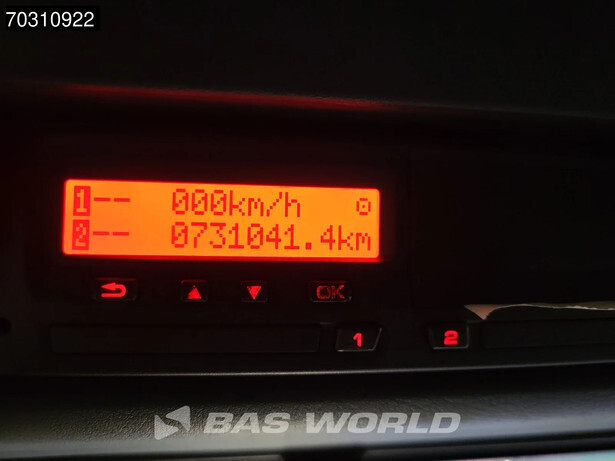 70310922
1-- 000km/h
2-- 0731041.4km
OK
1 2
BAS WORLD